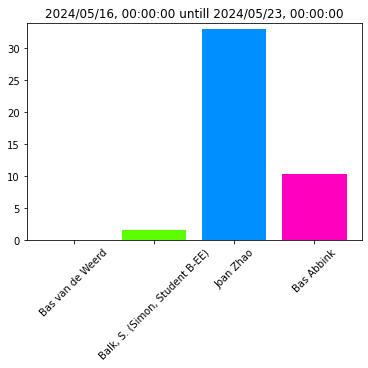 2024/05/16, 00:00:00 untill 2024/05/23, 00:00:00
30
25
20
15
10
5
0
Bas van de Weerd
Balk, S. (Simon, Student B-EE)
Joan Zhao
Bas Abbink